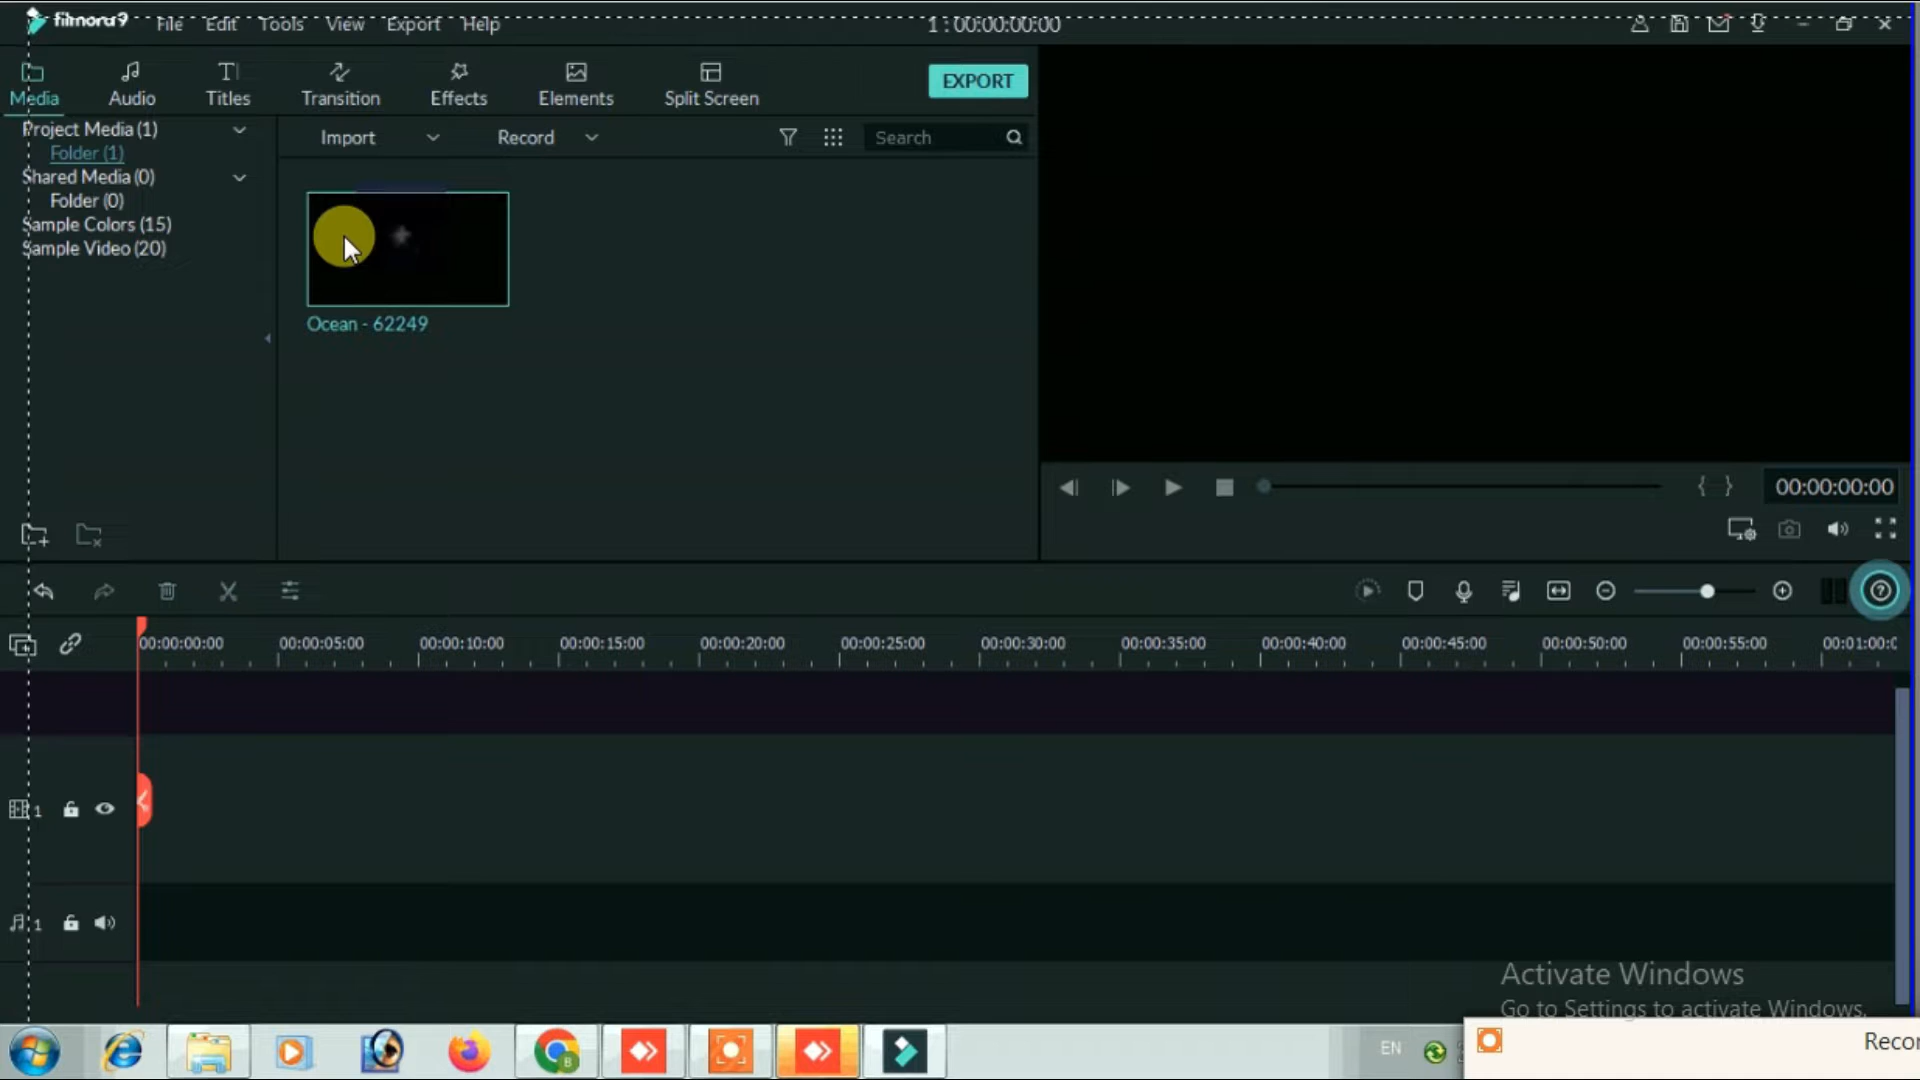 filmora9 File Edit Tools View Export Help 1 : 00:00:00:00
Media Audio Titles Transition Effects Elements Split Screen EXPORT
Project Media (1) Import Record Search
Folder (1)
Shared Media (0)
Folder (0)
Sample Colors (15)
Sample Video (20)
Ocean - 62249
00:00:00:00
00:00:00:00 00:00:05:00 00:00:10:00 00:00:15:00 00:00:20:00 00:00:25:00 00:00:30:00 00:00:35:00 00:00:40:00 00:00:45:00 00:00:50:00 00:00:55:00 00:01:00:0
1
1
Activate Windows
Go to Settings to activate Windows.
EN Recor